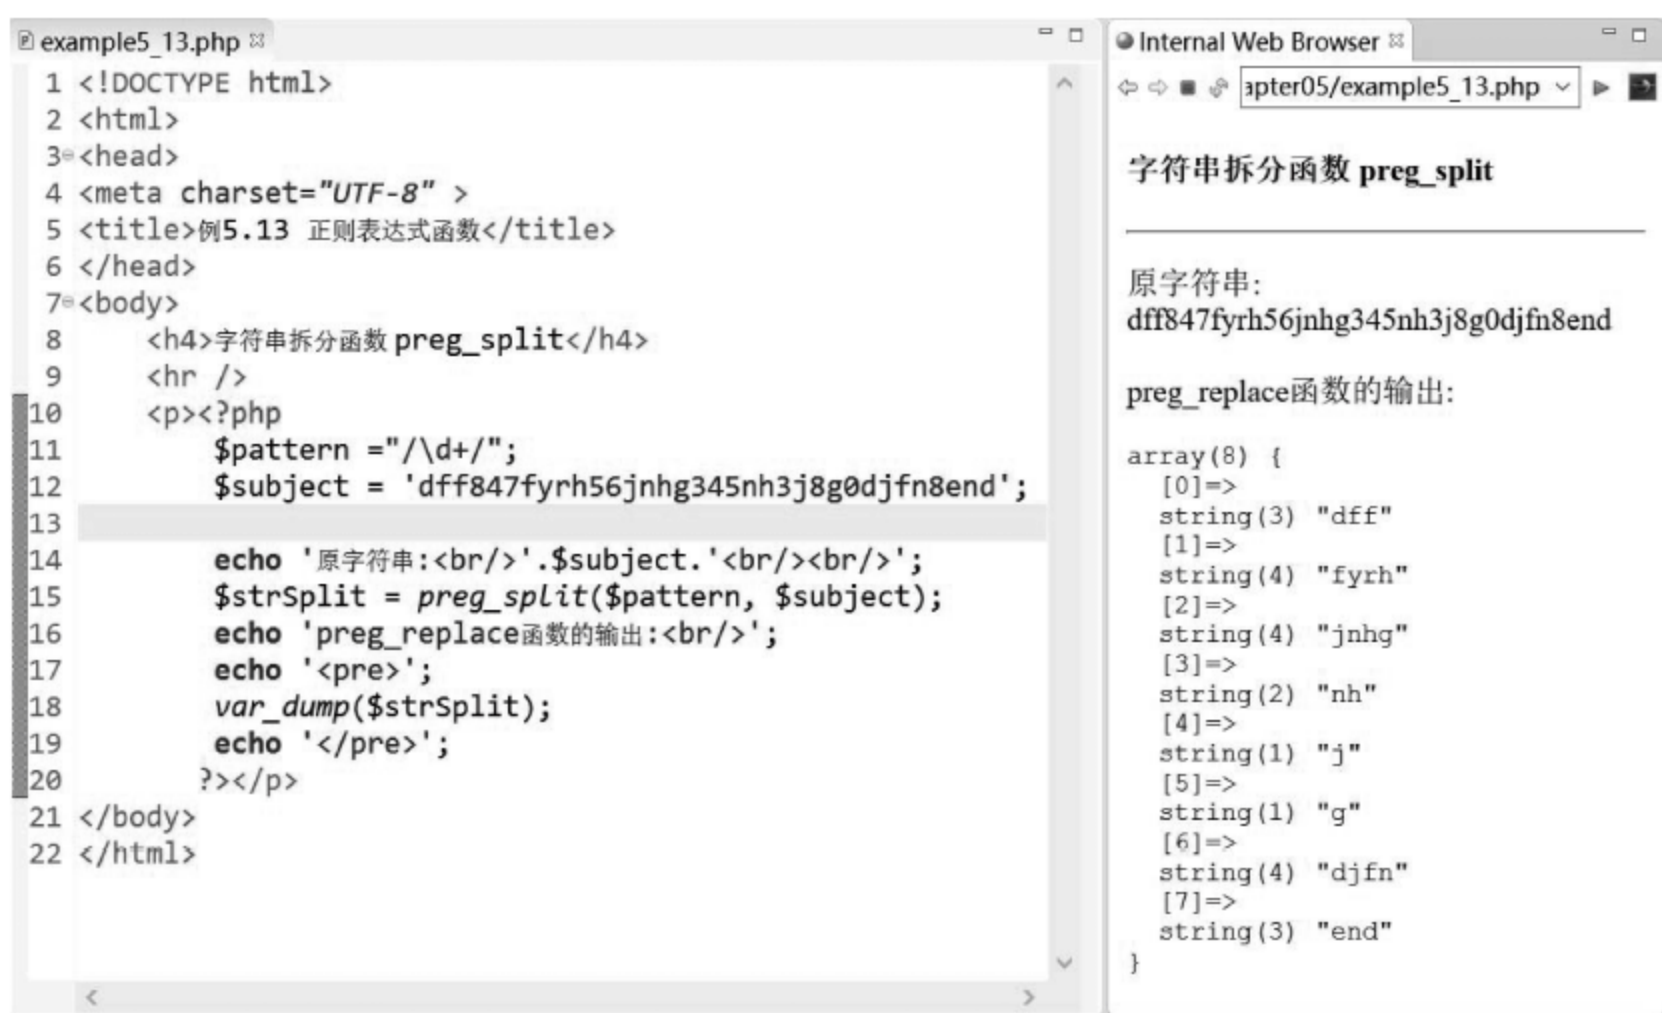 example5_13.php
1 <!DOCTYPE html>
2 <html>
3 <head>
4 <meta charset="UTF-8" >
5 <title>例5.13 正则表达式函数</title>
6 </head>
7 <body>
8 <h4>字符串拆分函数 preg_split</h4>
9 <hr />
10 <p><?php
11 $pattern ="/\d+/";
12 $subject = 'dff847fyrh56jnhg345nh3j8g0djfn8end';
13
14 echo '原字符串:<br/>'.$subject.'<br/><br/>';
15 $strSplit = preg_split($pattern, $subject);
16 echo 'preg_replace函数的输出:<br/>';
17 echo '<pre>';
18 var_dump($strSplit);
19 echo '</pre>';
20 ?></p>
21 </body>
22 </html>
Internal Web Browser
apter05/example5_13.php
字符串拆分函数 preg_split
原字符串:
dff847fyrh56jnhg345nh3j8g0djfn8end
preg_replace函数的输出:
array(8) {
[0]=>
string(3) "dff"
[1]=>
string(4) "fyrh"
[2]=>
string(4) "jnhg"
[3]=>
string(2) "nh"
[4]=>
string(1) "j"
[5]=>
string(1) "g"
[6]=>
string(4) "djfn"
[7]=>
string(3) "end"
}